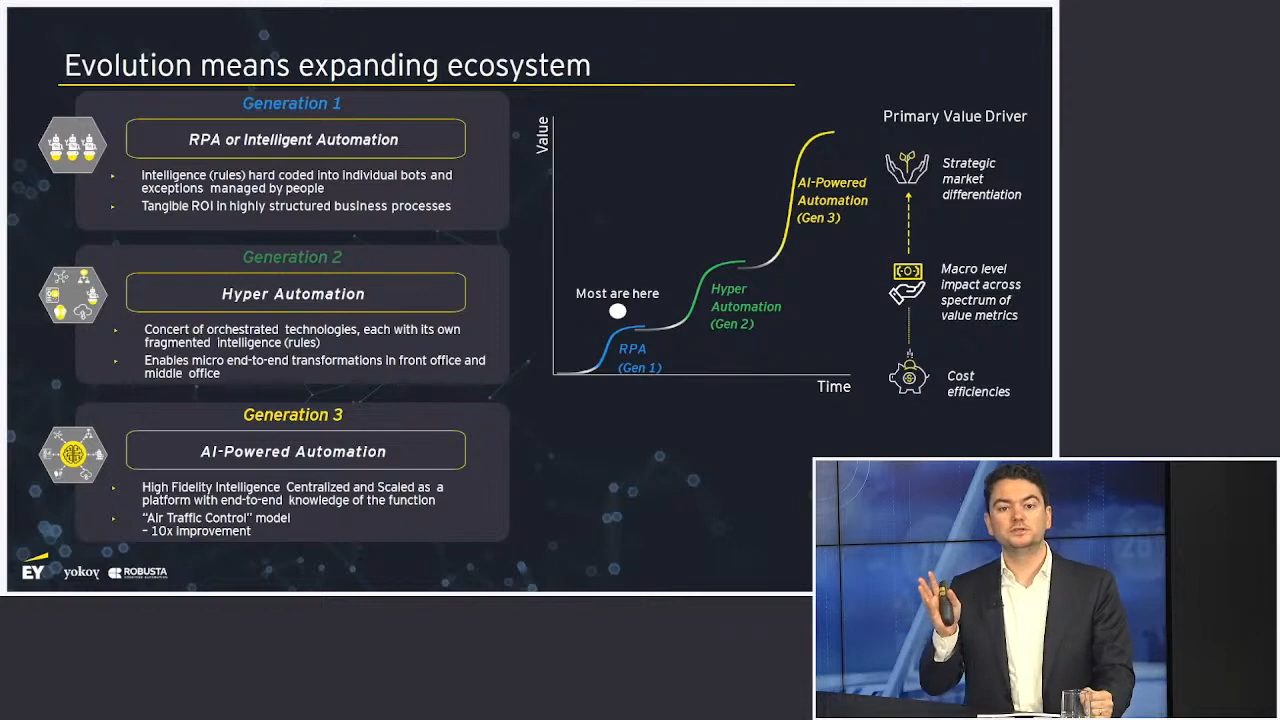 Evolution means expanding ecosystem
Generation 1
RPA or Intelligent Automation
Intelligence (rules) hard coded into individual bots and
exceptions managed by people
Tangible ROI in highly structured business processes
Generation 2
Hyper Automation
Concert of orchestrated technologies, each with its own
fragmented intelligence (rules)
Enables micro end-to-end transformations in front office and
middle office
Generation 3
AI-Powered Automation
High Fidelity Intelligence Centralized and Scaled as a
platform with end-to-end knowledge of the function
"Air Traffic Control" model
– 10x improvement
Value
Most are here
RPA
(Gen 1)
Hyper
Automation
(Gen 2)
AI-Powered
Automation
(Gen 3)
Time
Primary Value Driver
Strategic
market
differentiation
Macro level
impact across
spectrum of
value metrics
Cost
efficiencies
EY
yokoy
ROBUSTA